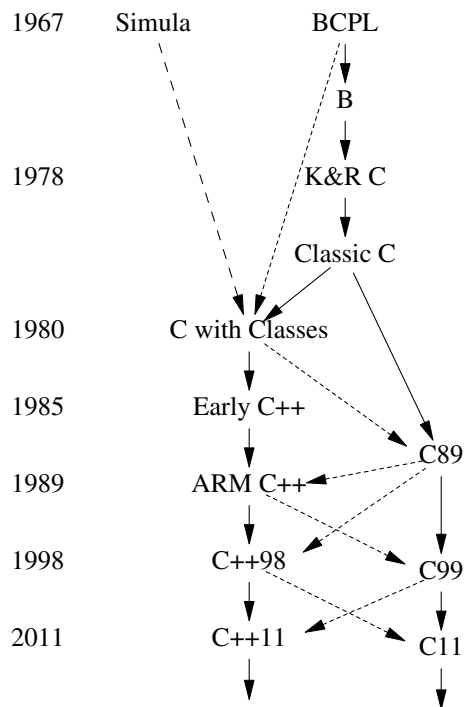 1967 Simula BCPL
B
1978 K&R C
Classic C
1980 C with Classes
1985 Early C++
C89
1989 ARM C++
1998 C++98 C99
2011 C++11 C11